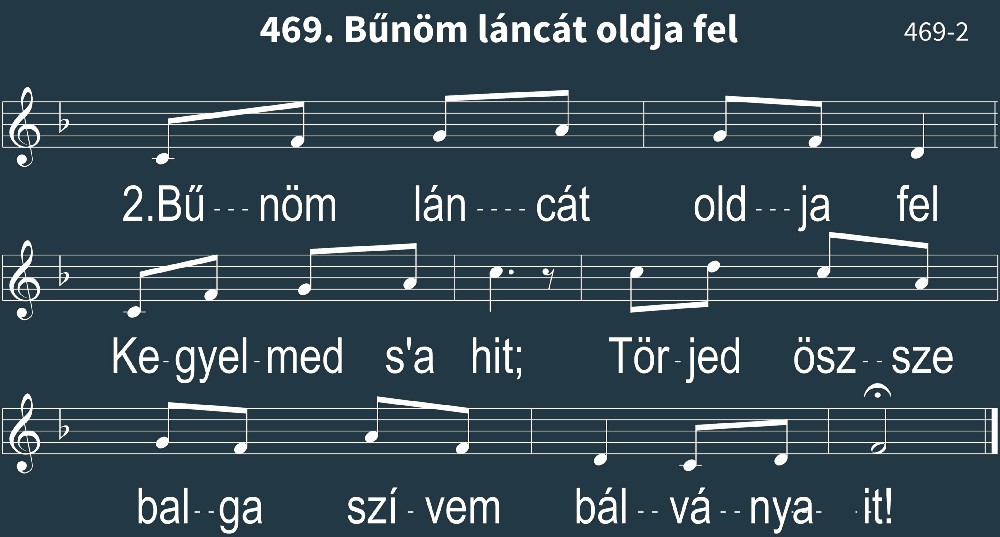 469. Bűnöm láncát oldja fel
469-2
2.Bű---nöm lán----cát old---ja fel
Ke-gyel-med s'a hit; Tör-jed ösz--sze
bal--ga szí-vem bál--vá--nya- -it!